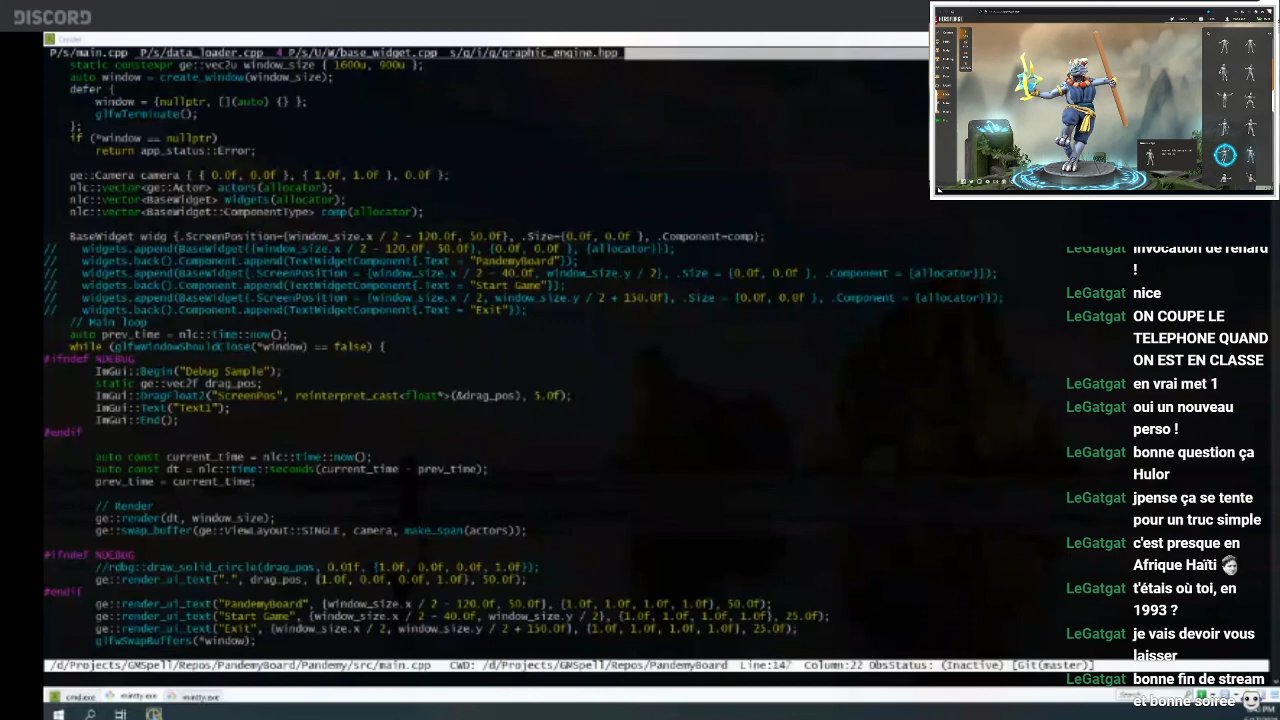 DISCORD
P/s/main.cpp P/s/data_loader.cpp 4 P/s/U/W/base_widget.cpp s/q/i/q/graphic_engine.hpp
static constexpr ge::vec2u window_size { 1600u, 900u };
auto window = create_window(window_size);
defer {
window = {nullptr, [](auto) {} };
glfwTerminate();
};
if (*window == nullptr)
return app_status::Error;
ge::Camera camera { { 0.0f, 0.0f }, { 1.0f, 1.0f }, 0.0f };
nlc::vector<ge::Actor> actors(allocator);
nlc::vector<BaseWidget> widgets(allocator);
nlc::vector<BaseWidget::ComponentType> comp(allocator);
BaseWidget widg {.ScreenPosition={window_size.x / 2 - 120.0f, 50.0f}, .Size={0.0f, 0.0f }, .Component=comp};
// widgets.append(BaseWidget{{window_size.x / 2 - 120.0f, 50.0f}, {0.0f, 0.0f }, {allocator}});
// widgets.back().Component.append(TextWidgetComponent{.Text = "PandemyBoard"});
// widgets.append(BaseWidget{.ScreenPosition = {window_size.x / 2 - 40.0f, window_size.y / 2}, .Size = {0.0f, 0.0f }, .Component = {allocator}});
// widgets.back().Component.append(TextWidgetComponent{.Text = "Start Game"});
// widgets.append(BaseWidget{.ScreenPosition = {window_size.x / 2, window_size.y / 2 + 150.0f}, .Size = {0.0f, 0.0f }, .Component = {allocator}});
// widgets.back().Component.append(TextWidgetComponent{.Text = "Exit"});
// Main loop
auto prev_time = nlc::time::now();
while (glfwWindowShouldClose(*window) == false) {
#ifndef NDEBUG
ImGui::Begin("Debug Sample");
static ge::vec2f drag_pos;
ImGui::DragFloat2("ScreenPos", reinterpret_cast<float*>(&drag_pos), 5.0f);
ImGui::Text("Text1");
ImGui::End();
#endif
auto const current_time = nlc::time::now();
auto const dt = nlc::time::seconds(current_time - prev_time);
prev_time = current_time;
// Render
ge::render(dt, window_size);
ge::swap_buffer(ge::ViewLayout::SINGLE, camera, make_span(actors));
#ifndef NDEBUG
//rdbg::draw_solid_circle(drag_pos, 0.01f, {1.0f, 0.0f, 0.0f, 1.0f});
ge::render_ui_text(".", drag_pos, {1.0f, 0.0f, 0.0f, 1.0f}, 50.0f);
#endif
ge::render_ui_text("PandemyBoard", {window_size.x / 2 - 120.0f, 50.0f}, {1.0f, 1.0f, 1.0f, 1.0f}, 50.0f);
ge::render_ui_text("Start Game", {window_size.x / 2 - 40.0f, window_size.y / 2}, {1.0f, 1.0f, 1.0f, 1.0f}, 25.0f);
ge::render_ui_text("Exit", {window_size.x / 2, window_size.y / 2 + 150.0f}, {1.0f, 1.0f, 1.0f, 1.0f}, 25.0f);
glfwSwapBuffers(*window);
/d/Projects/GMSpell/Repos/PandemyBoard/Pandemy/src/main.cpp CWD: /d/Projects/GMSpell/Repos/PandemyBoard Line:147 Column:22 ObsStatus: (Inactive) [Git(master)]
cmd.exe mintty.exe mintty.exe
HEROFORGE
LeGatgat invocation de renard
!
LeGatgat nice
LeGatgat ON COUPE LE
TELEPHONE QUAND
ON EST EN CLASSE
LeGatgat en vrai met 1
LeGatgat oui un nouveau
perso !
LeGatgat bonne question ça
Hulor
LeGatgat jpense ça se tente
pour un truc simple
LeGatgat c'est presque en
Afrique Haïti
LeGatgat t'étais où toi, en
1993 ?
LeGatgat je vais devoir vous
laisser
LeGatgat bonne fin de stream
et bonne soirée